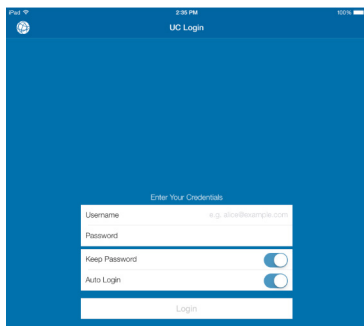 iPad 2:35 PM 100%
UC Login
Enter Your Credentials
Username e.g. alice@example.com
Password
Keep Password
Auto Login
Login